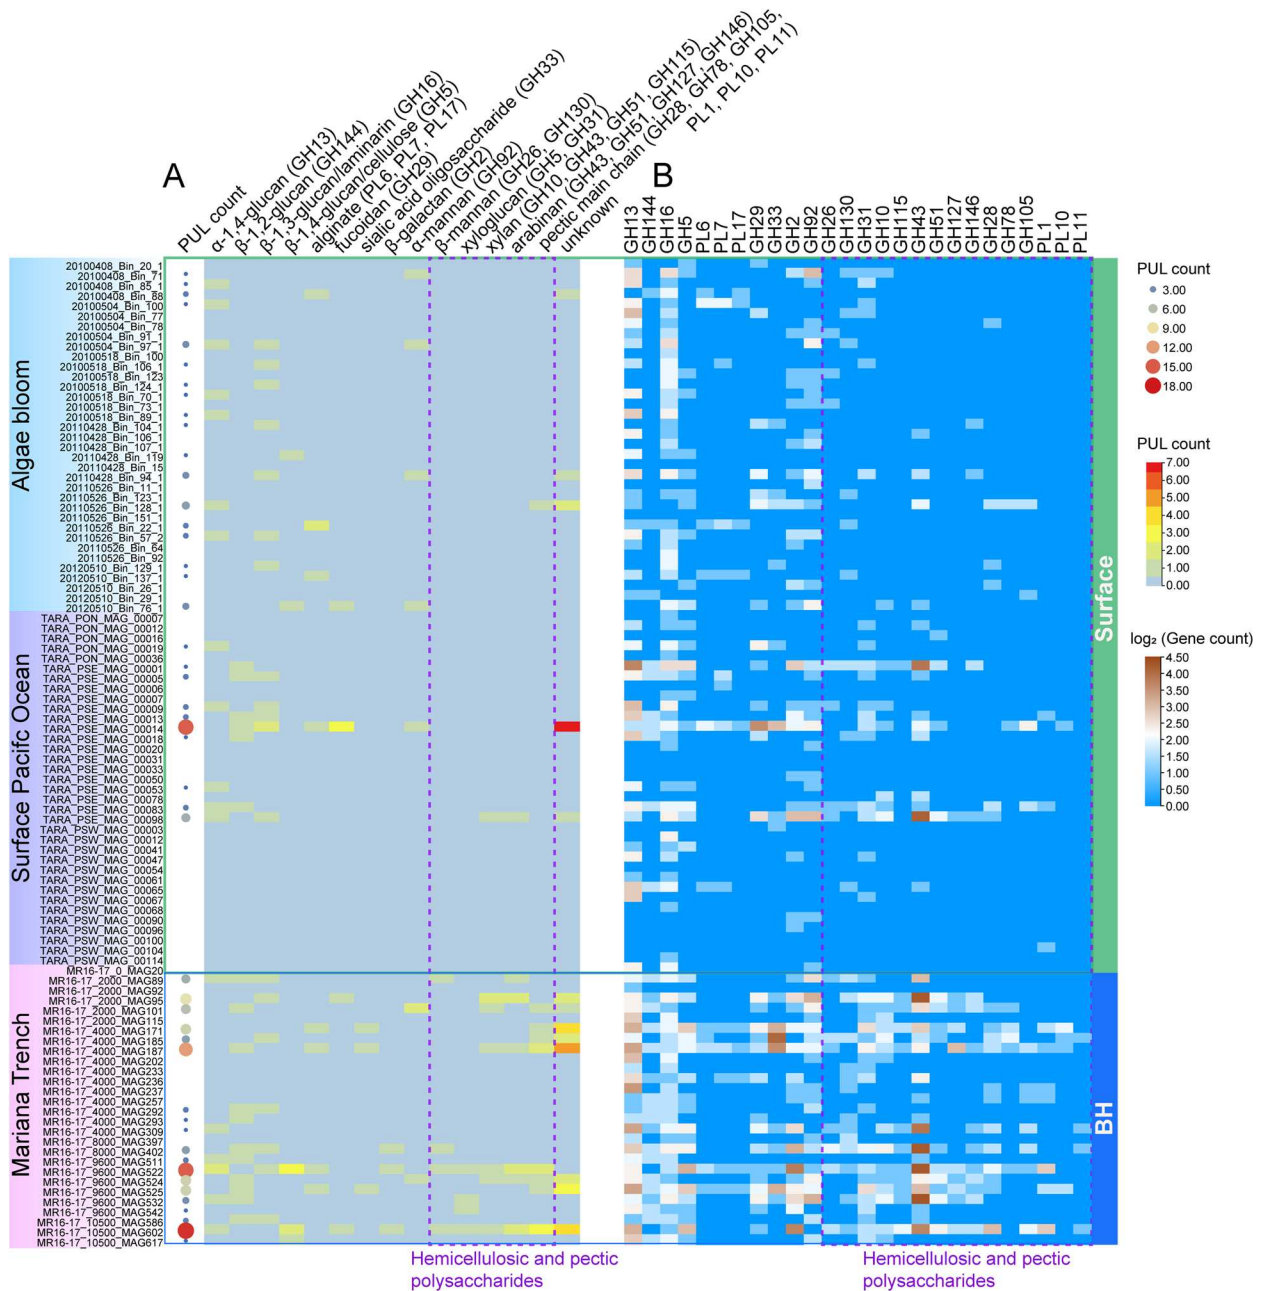 A
B
PUL count
α-1,4-glucan (GH13)
β-1,2-glucan (GH144)
β-1,3-glucan/laminarin (GH16)
β-1,4-glucan/cellulose (GH5)
alginate (PL6, PL7, PL17)
fucoidan (GH29)
sialic acid oligosaccharide (GH33)
β-galactan (GH2)
α-mannan (GH92)
β-mannan (GH26, GH130)
xyloglucan (GH5, GH31)
xylan (GH10, GH43, GH51, GH115)
arabinan (GH43, GH51, GH127, GH146)
pectic main chain (GH28, GH78, GH105,
PL1, PL10, PL11)
unknown
GH13
GH144
GH16
GH5
PL6
PL7
PL17
GH29
GH33
GH2
GH92
GH26
GH130
GH31
GH10
GH115
GH43
GH51
GH127
GH146
GH28
GH78
GH105
PL1
PL10
PL11
Algae bloom
20100408_Bin_20_1
20100408_Bin_71
20100408_Bin_85_1
20100408_Bin_88
20100504_Bin_100
20100504_Bin_77
20100504_Bin_78
20100504_Bin_91_1
20100504_Bin_97_1
20100518_Bin_100
20100518_Bin_106_1
20100518_Bin_123
20100518_Bin_124_1
20100518_Bin_70_1
20100518_Bin_73_1
20100518_Bin_89_1
20110428_Bin_104_1
20110428_Bin_106_1
20110428_Bin_107_1
20110428_Bin_119
20110428_Bin_15
20110428_Bin_94_1
20110526_Bin_11_1
20110526_Bin_123_1
20110526_Bin_128_1
20110526_Bin_151_1
20110526_Bin_22_1
20110526_Bin_57_2
20110526_Bin_64
20110526_Bin_92
20120510_Bin_129_1
20120510_Bin_137_1
20120510_Bin_26_1
20120510_Bin_29_1
20120510_Bin_76_1
Surface Pacifc Ocean
TARA_PON_MAG_00007
TARA_PON_MAG_00012
TARA_PON_MAG_00016
TARA_PON_MAG_00019
TARA_PON_MAG_00036
TARA_PSE_MAG_00001
TARA_PSE_MAG_00005
TARA_PSE_MAG_00006
TARA_PSE_MAG_00007
TARA_PSE_MAG_00009
TARA_PSE_MAG_00013
TARA_PSE_MAG_00014
TARA_PSE_MAG_00018
TARA_PSE_MAG_00020
TARA_PSE_MAG_00031
TARA_PSE_MAG_00033
TARA_PSE_MAG_00050
TARA_PSE_MAG_00053
TARA_PSE_MAG_00078
TARA_PSE_MAG_00083
TARA_PSE_MAG_00098
TARA_PSW_MAG_00003
TARA_PSW_MAG_00012
TARA_PSW_MAG_00041
TARA_PSW_MAG_00047
TARA_PSW_MAG_00054
TARA_PSW_MAG_00061
TARA_PSW_MAG_00065
TARA_PSW_MAG_00067
TARA_PSW_MAG_00068
TARA_PSW_MAG_00090
TARA_PSW_MAG_00096
TARA_PSW_MAG_00100
TARA_PSW_MAG_00104
TARA_PSW_MAG_00114
Mariana Trench
MR16-17_0_MAG20
MR16-17_2000_MAG89
MR16-17_2000_MAG92
MR16-17_2000_MAG95
MR16-17_2000_MAG101
MR16-17_2000_MAG115
MR16-17_4000_MAG171
MR16-17_4000_MAG185
MR16-17_4000_MAG187
MR16-17_4000_MAG202
MR16-17_4000_MAG233
MR16-17_4000_MAG236
MR16-17_4000_MAG237
MR16-17_4000_MAG257
MR16-17_4000_MAG292
MR16-17_4000_MAG293
MR16-17_4000_MAG309
MR16-17_8000_MAG397
MR16-17_8000_MAG402
MR16-17_9600_MAG511
MR16-17_9600_MAG522
MR16-17_9600_MAG524
MR16-17_9600_MAG525
MR16-17_9600_MAG532
MR16-17_9600_MAG542
MR16-17_10500_MAG586
MR16-17_10500_MAG602
MR16-17_10500_MAG617
Surface
BH
Hemicellulosic and pectic
polysaccharides
Hemicellulosic and pectic
polysaccharides
PUL count
3.00
6.00
9.00
12.00
15.00
18.00
PUL count
7.00
6.00
5.00
4.00
3.00
2.00
1.00
0.00
log₂ (Gene count)
4.50
4.00
3.50
3.00
2.50
2.00
1.50
1.00
0.50
0.00